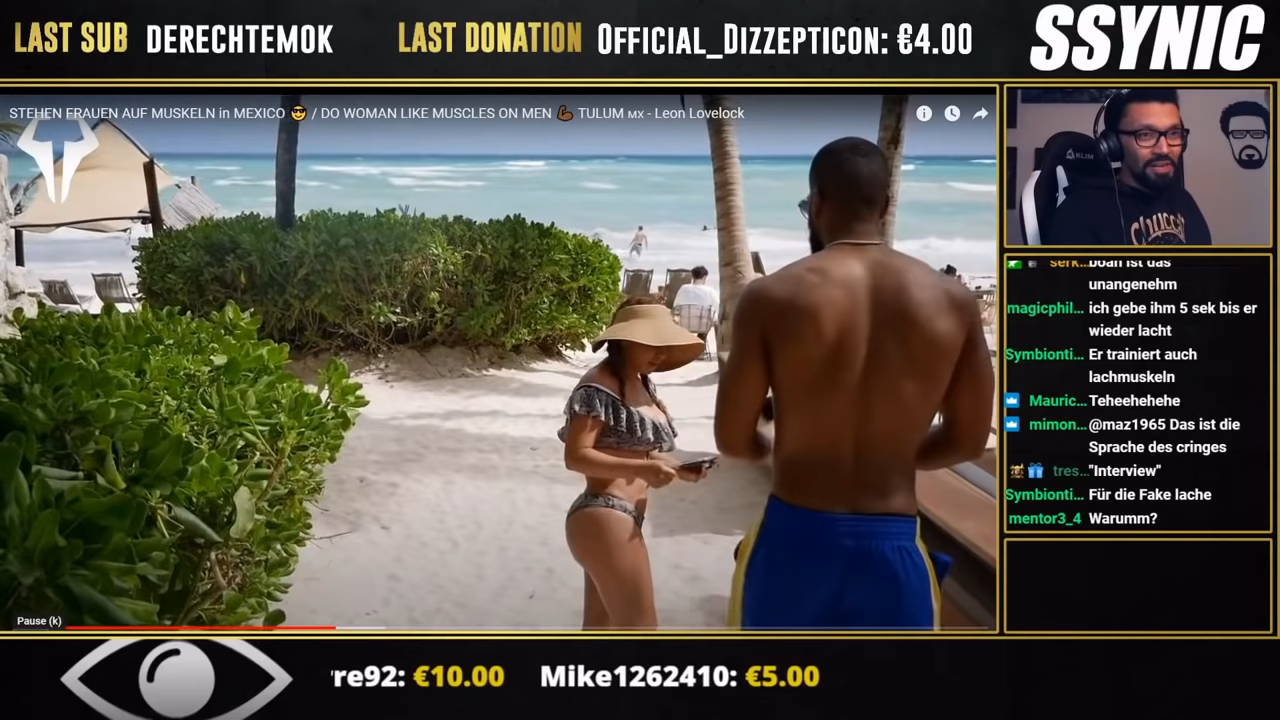 LAST SUB DERECHTEMOK LAST DONATION OFFICIAL_DIZZEPTICON: €4.00
SSYNIC
STEHEN FRAUEN AUF MUSKELN in MEXICO 😎 / DO WOMAN LIKE MUSCLES ON MEN 💪🏾 TULUM MX - Leon Lovelock
KLIM
serk... boah ist das
unangenehm
magicphil... ich gebe ihm 5 sek bis er
wieder lacht
Symbionti... Er trainiert auch
lachmuskeln
Mauric... Teheehehehe
mimon... @maz1965 Das ist die
Sprache des cringes
tres... "Interview"
Symbionti... Für die Fake lache
mentor3_4 Warumm?
Pause (k)
re92: €10.00 Mike1262410: €5.00